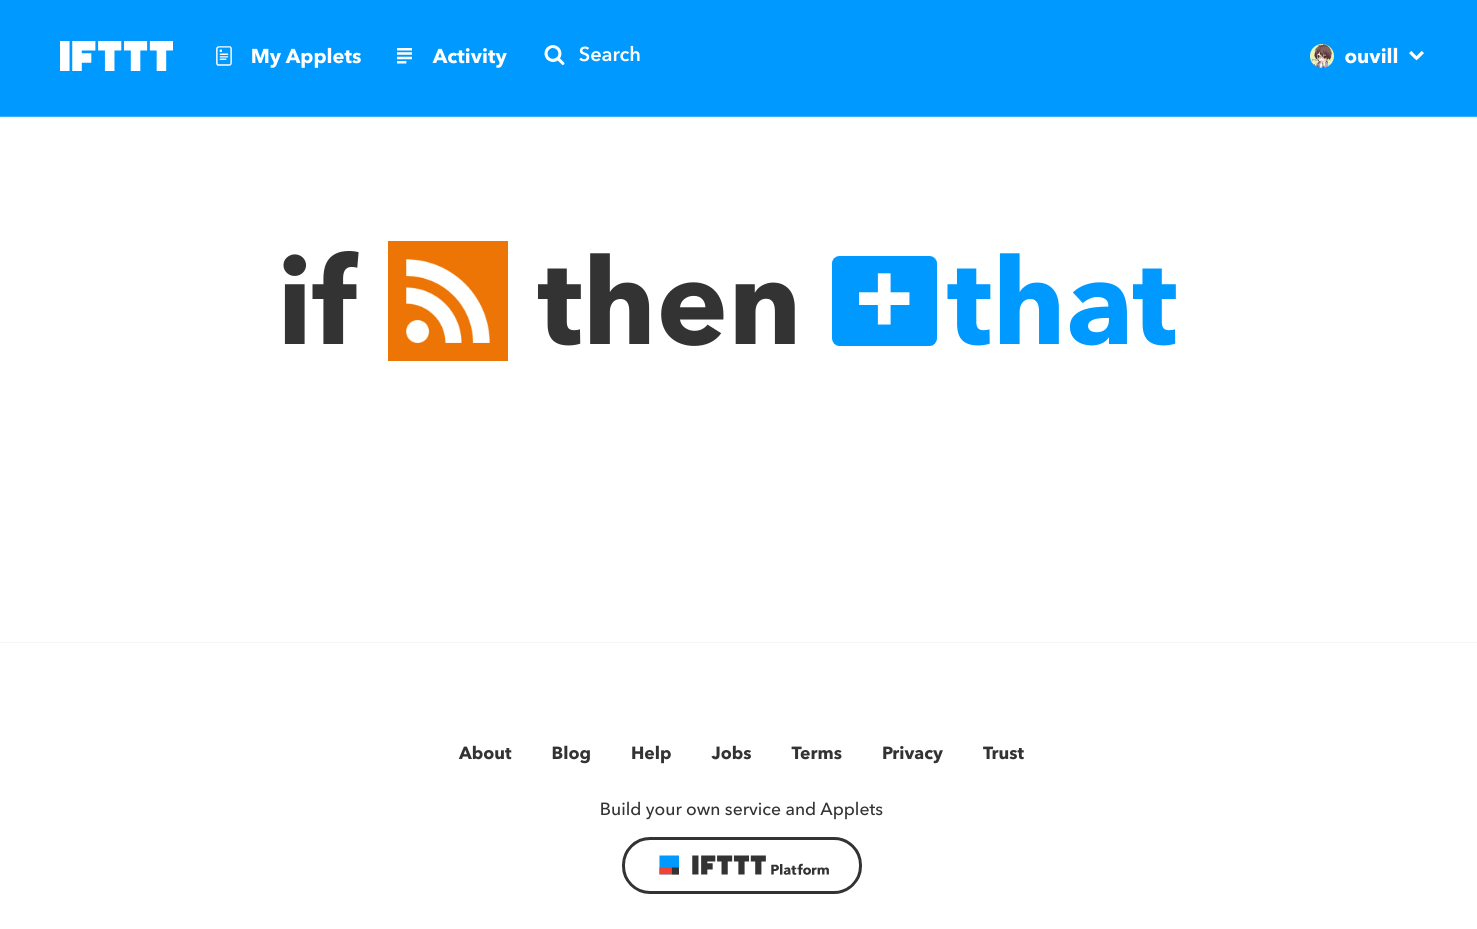 IFTTT My Applets Activity Search ouvill
if then + that
About Blog Help Jobs Terms Privacy Trust
Build your own service and Applets
IFTTT Platform